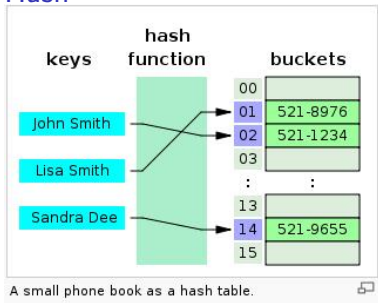 Hash
hash
keys function buckets
00
01 521-8976
John Smith 02 521-1234
03
Lisa Smith
: :
13
Sandra Dee 14 521-9655
15
A small phone book as a hash table.